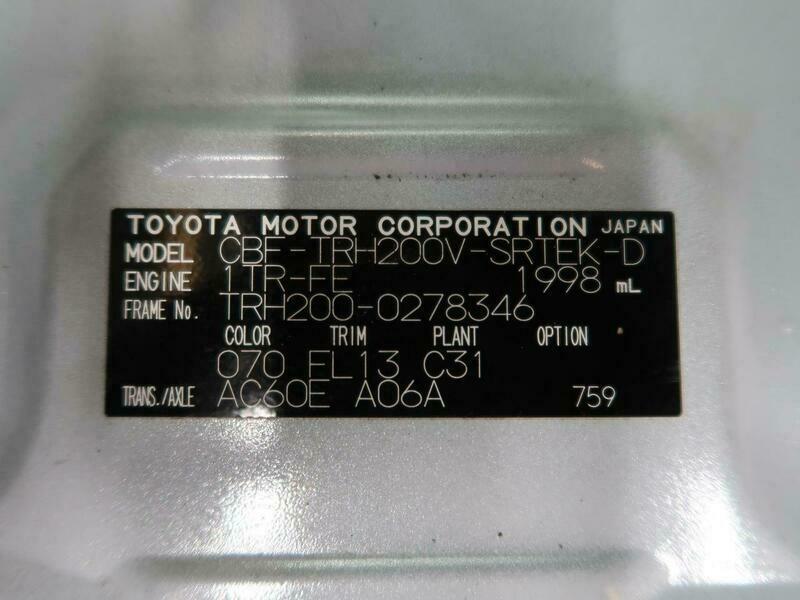 TOYOTA MOTOR CORPORATION JAPAN
MODEL CBF-TRH200V-SRTEK-D
ENGINE 1TR-FE 1998 mL
FRAME No. TRH200-0278346
COLOR TRIM PLANT OPTION
070 FL13 C31
TRANS./AXLE AC60E A06A 759